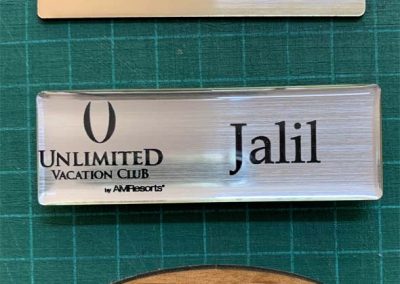 UNLIMITED
VACATION CLUB
by AMResorts®
Jalil